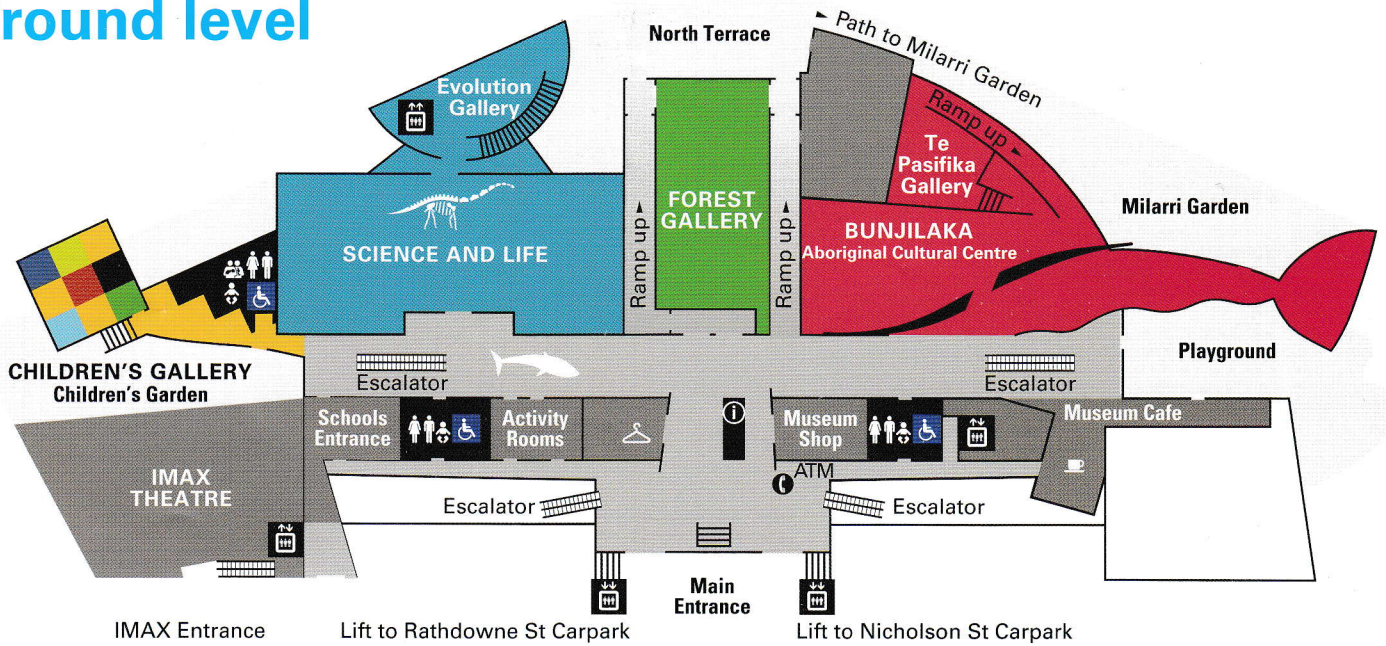 round level
North Terrace
Path to Milarri Garden
Evolution
Gallery
Ramp up
Te
Pasifika
Gallery
FOREST
GALLERY
Milarri Garden
SCIENCE AND LIFE
Ramp up
Ramp up
BUNJILAKA
Aboriginal Cultural Centre
CHILDREN'S GALLERY
Children's Garden
Escalator
Escalator
Playground
Schools
Entrance
Activity
Rooms
i
Museum
Shop
Museum Cafe
IMAX
THEATRE
ATM
Escalator
Escalator
Main
Entrance
IMAX Entrance
Lift to Rathdowne St Carpark
Lift to Nicholson St Carpark